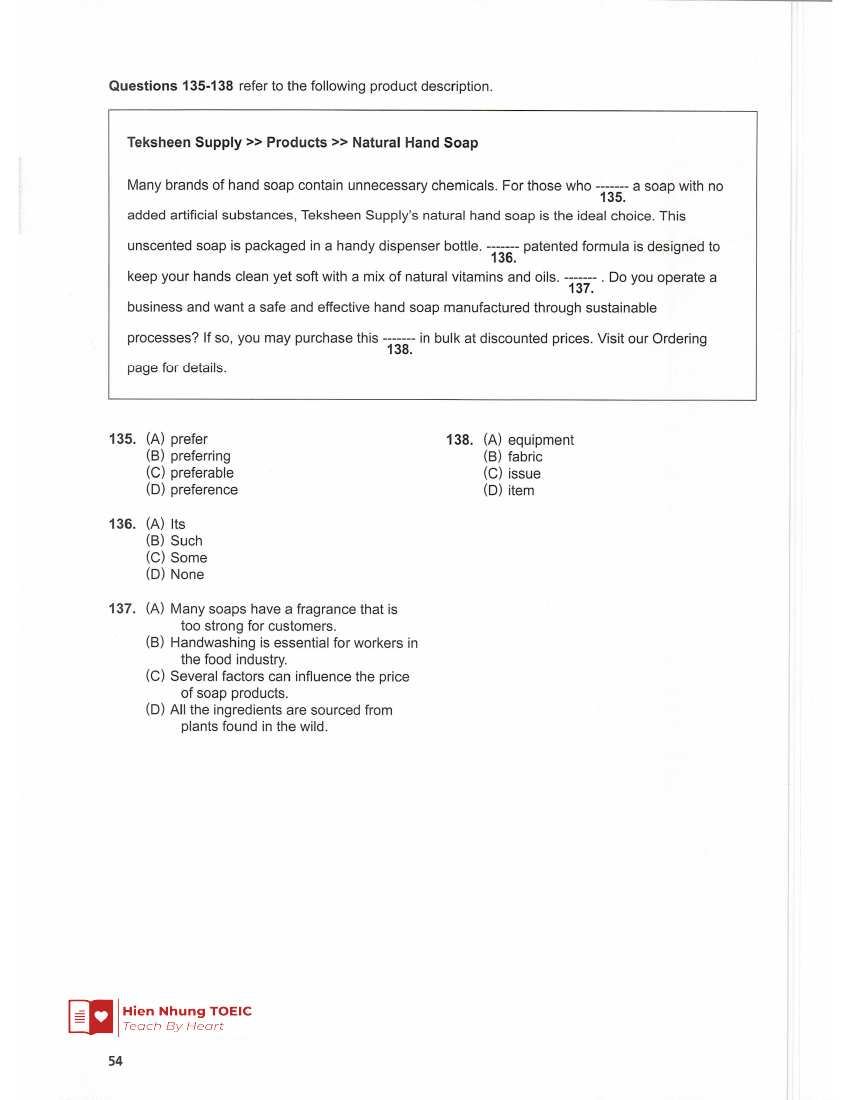 Questions 135-138 refer to the following product description.
Teksheen Supply >> Products >> Natural Hand Soap
Many brands of hand soap contain unnecessary chemicals. For those who ------- a soap with no
135.
added artificial substances, Teksheen Supply's natural hand soap is the ideal choice. This
unscented soap is packaged in a handy dispenser bottle. ------- patented formula is designed to
136.
keep your hands clean yet soft with a mix of natural vitamins and oils. ------- . Do you operate a
137.
business and want a safe and effective hand soap manufactured through sustainable
processes? If so, you may purchase this ------- in bulk at discounted prices. Visit our Ordering
138.
page for details.
135. (A) prefer
(B) preferring
(C) preferable
(D) preference
136. (A) Its
(B) Such
(C) Some
(D) None
137. (A) Many soaps have a fragrance that is
too strong for customers.
(B) Handwashing is essential for workers in
the food industry.
(C) Several factors can influence the price
of soap products.
(D) All the ingredients are sourced from
plants found in the wild.
138. (A) equipment
(B) fabric
(C) issue
(D) item
Hien Nhung TOEIC
Teach By Heart
54